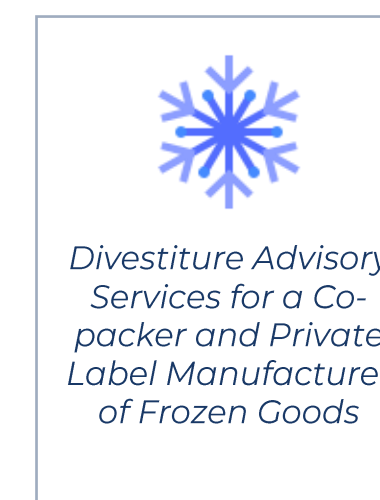 Divestiture Advisory
Services for a Co-
packer and Private
Label Manufacture
of Frozen Goods